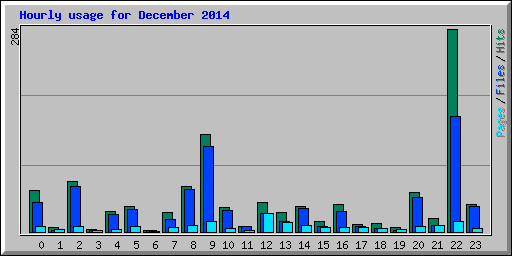 Hourly usage for December 2014
284
Pages/Files/Hits
0 1 2 3 4 5 6 7 8 9 10 11 12 13 14 15 16 17 18 19 20 21 22 23